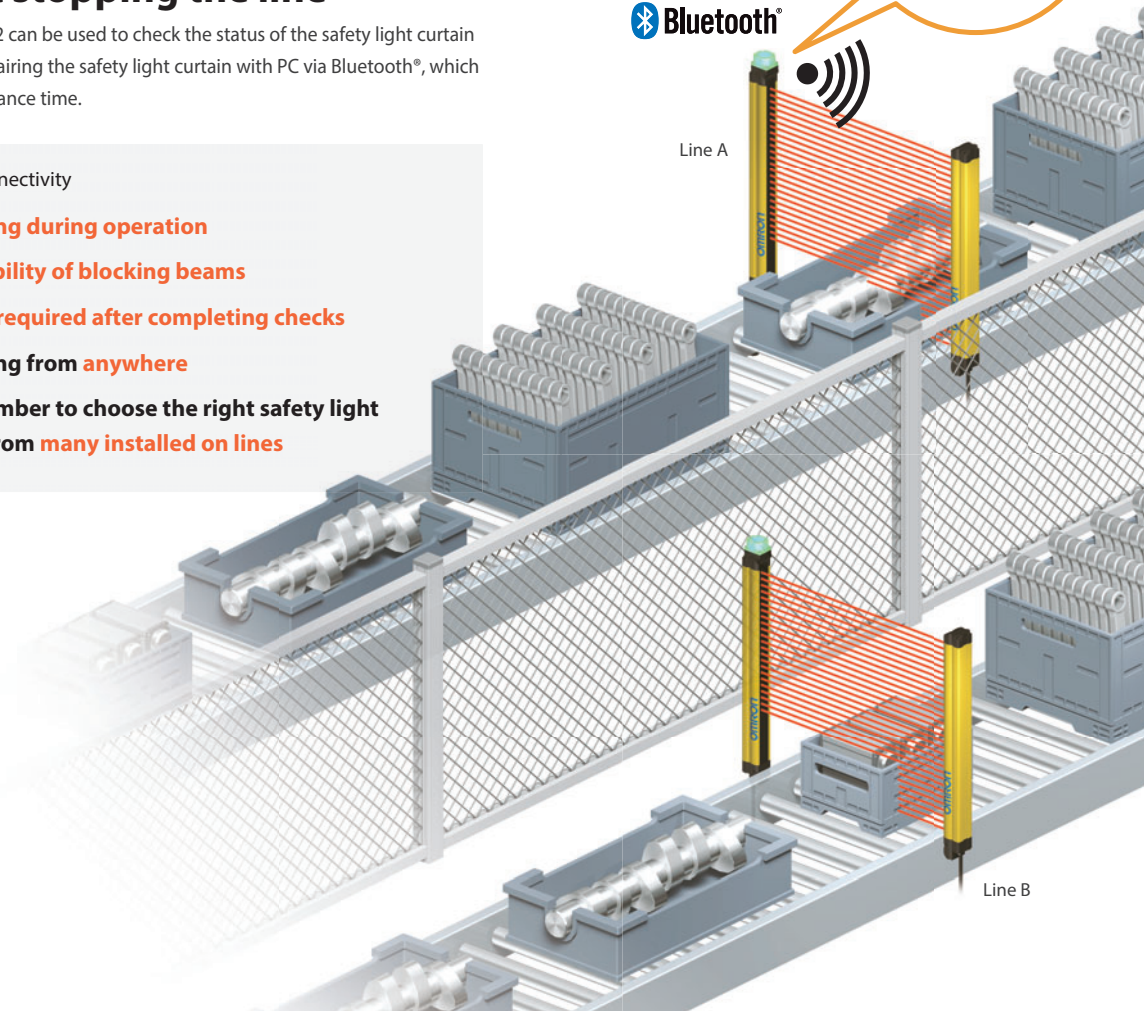 stopping the line
2 can be used to check the status of the safety light curtain
airing the safety light curtain with PC via Bluetooth®, which
ance time.
nectivity
ng during operation
bility of blocking beams
required after completing checks
ng from anywhere
mber to choose the right safety light
rom many installed on lines
Bluetooth®
Line A
omron
omron
omron
Line B